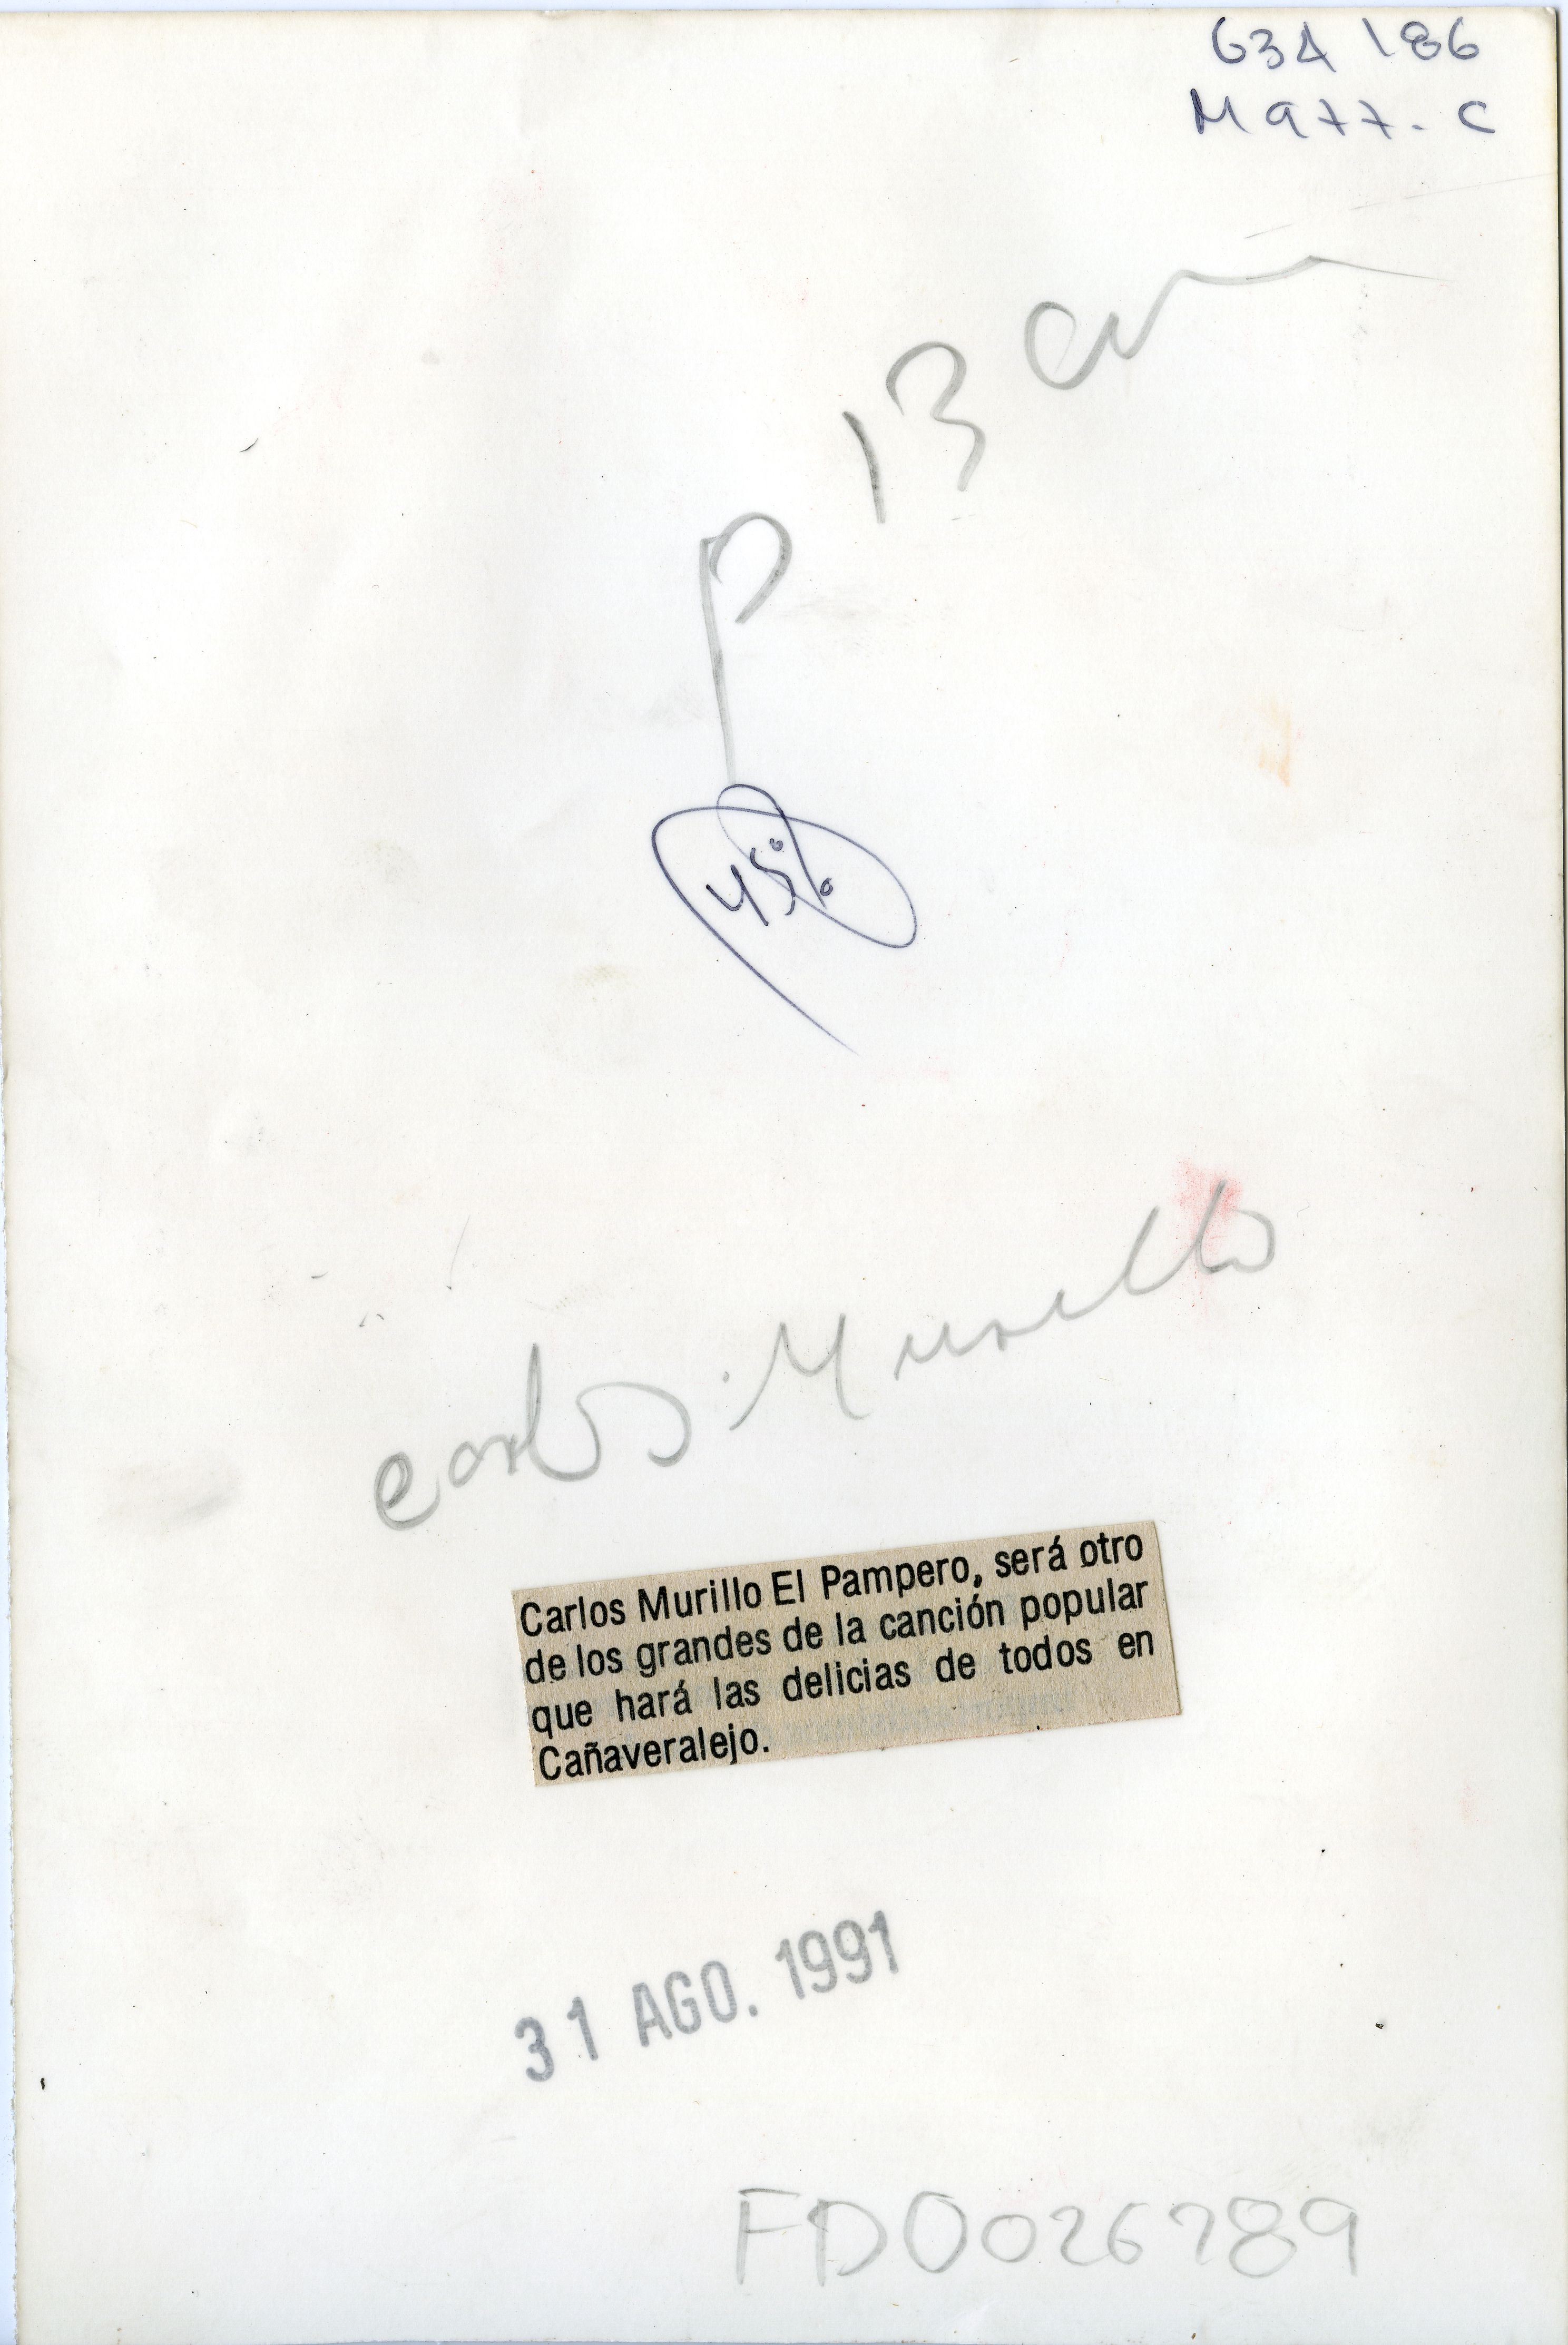 G3A 186
M977-C
P 13 cm
45%
Carlos Murillo
Carlos Murillo El Pampero, será otro
de los grandes de la canción popular
que hará las delicias de todos en
Cañaveralejo.
31 AGO. 1991
FD0026789